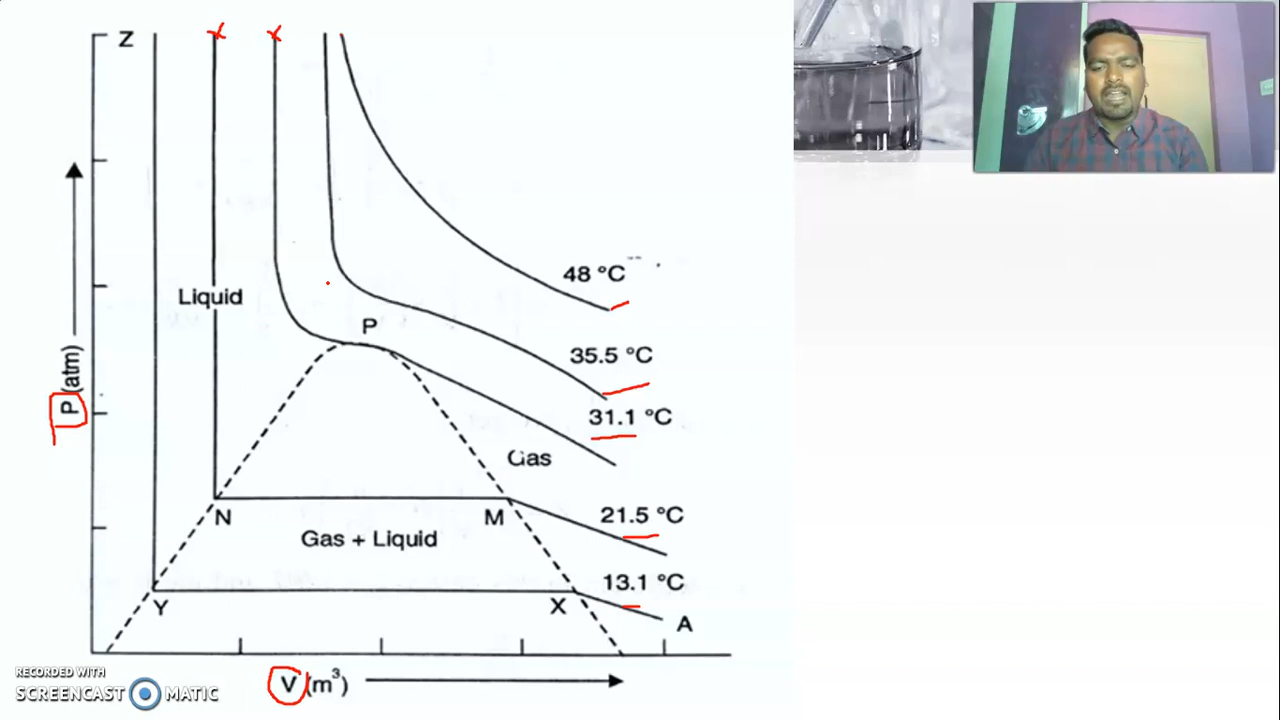 Z
48 °C
Liquid
P
35.5 °C
P (atm)
31.1 °C
Gas
N
M
21.5 °C
Gas + Liquid
13.1 °C
Y
X
A
V (m³)
RECORDED WITH
SCREENCAST MATIC